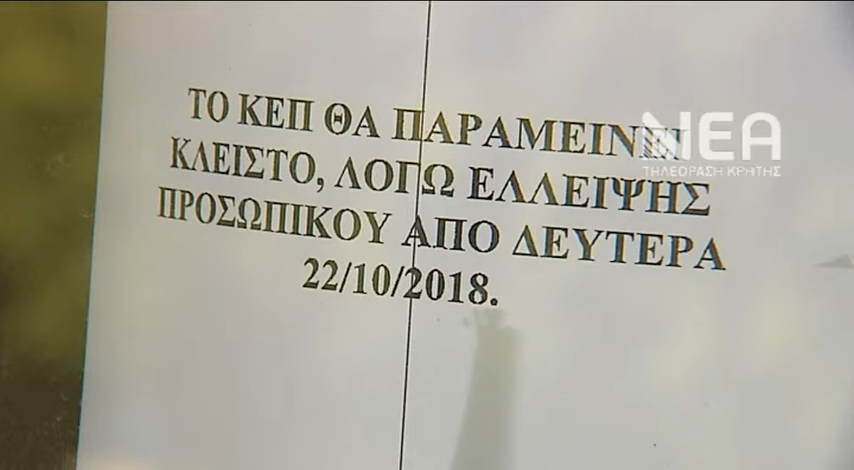 ΤΟ ΚΕΠ ΘΑ ΠΑΡΑΜΕΙΝΕΙ
ΚΛΕΙΣΤΟ, ΛΟΓΩ ΕΛΛΕΙΨΗΣ
ΠΡΟΣΩΠΙΚΟΥ ΑΠΟ ΔΕΥΤΕΡΑ
22/10/2018.
ΝΕΑ
ΤΗΛΕΟΡΑΣΗ ΚΡΗΤΗΣ